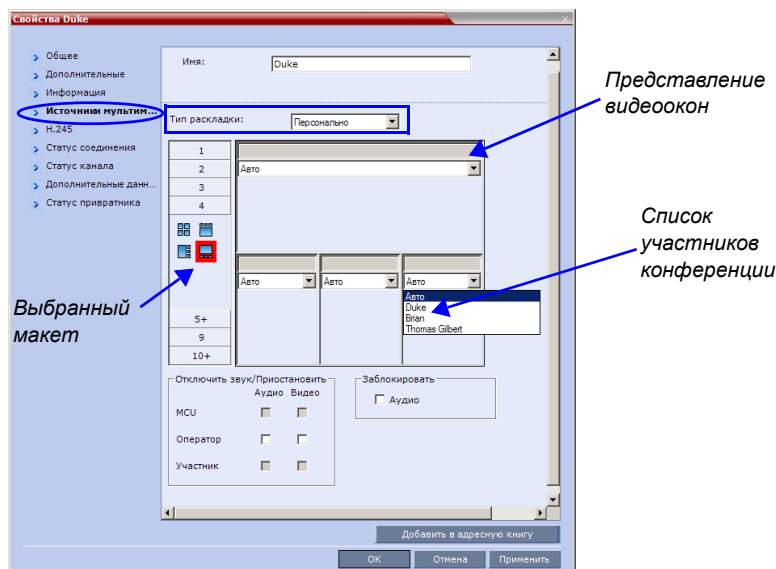 Свойства Duke
Общее
Дополнительные
Информация
Источники мультим...
H.245
Статус соединения
Статус канала
Дополнительные данн...
Статус привратника
Имя:
Duke
Тип раскладки:
Персонально
1
2
3
4
5+
9
10+
Авто
Авто
Авто
Авто
Авто
Duke
Brian
Thomas Gilbert
Отключить звук/Приостановить
Аудио Видео
MCU
Оператор
Участник
Заблокировать
Аудио
Добавить в адресную книгу
OK
Отмена
Применить
Представление
видеоокон
Список
участников
конференции
Выбранный
макет